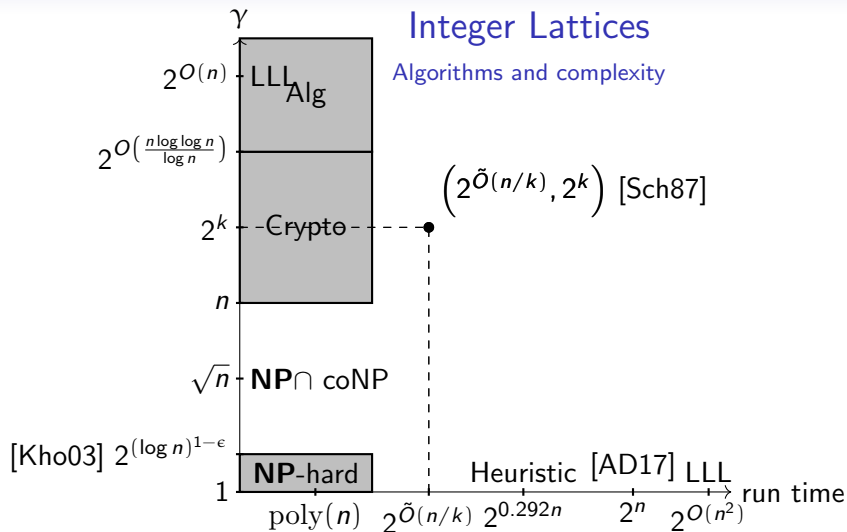 γ
Integer Lattices
Algorithms and complexity
2^{O(n)}
LLL
Alg
2^{O(\frac{n \log \log n}{\log n})}
(2^{Õ(n/k)}, 2^k) [Sch87]
2^k
Crypto
n
√n
NP∩ coNP
[Kho03] 2^{(log n)^{1−ϵ}}
NP-hard
Heuristic
[AD17]
LLL
1
run time
poly(n)
2^{Õ(n/k)}
2^{0.292n}
2^n
2^{O(n^2)}